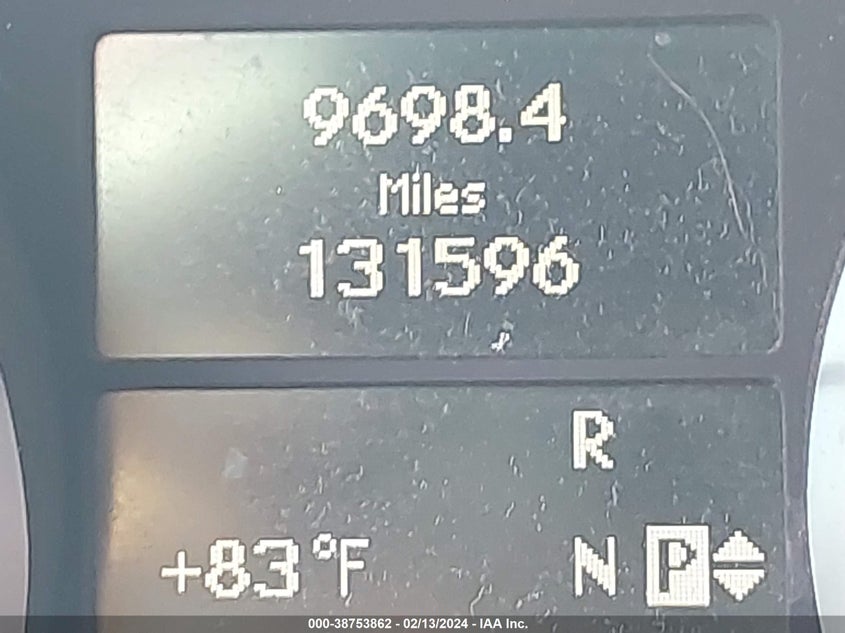 9698.4
Miles
131596
R
+83°F N P
000-38753862 - 02/13/2024 - IAA Inc.